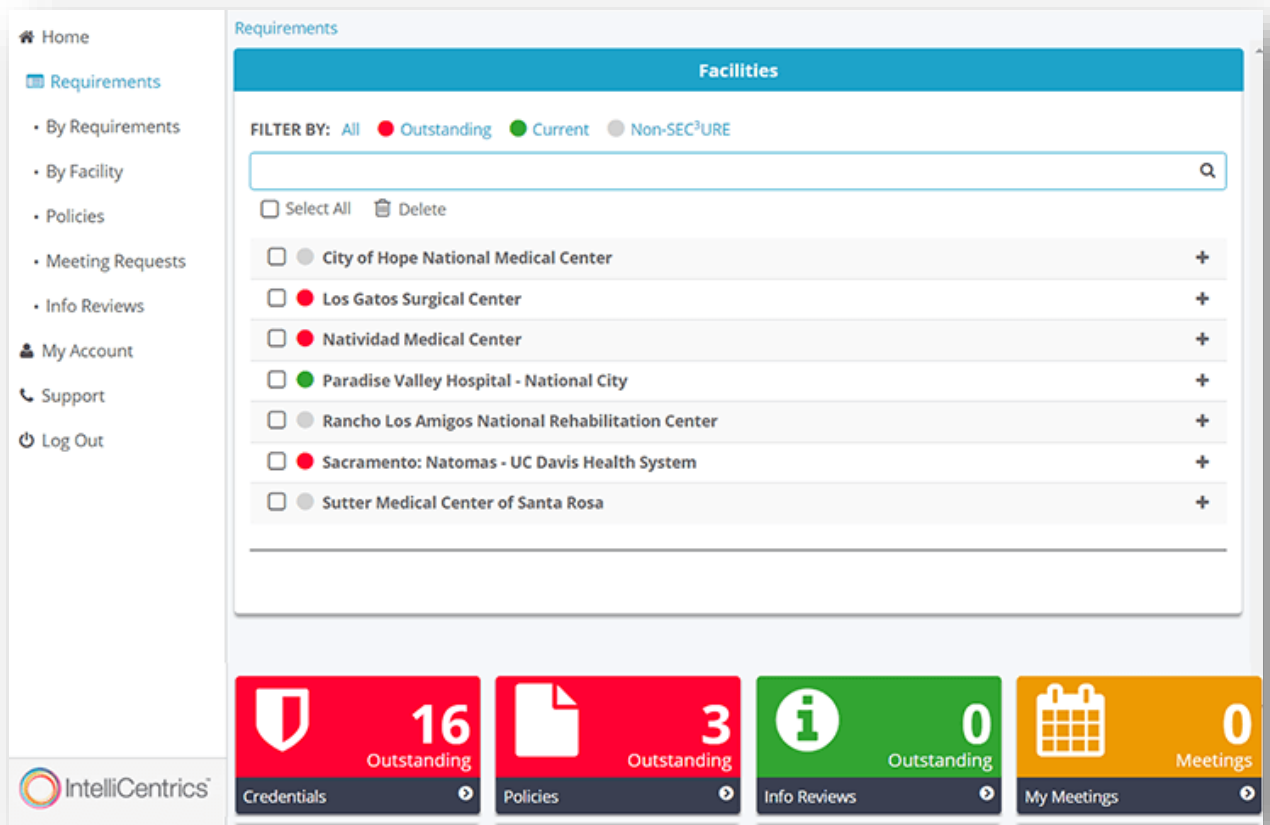 Home
Requirements
• By Requirements
• By Facility
• Policies
• Meeting Requests
• Info Reviews
My Account
Support
Log Out
IntelliCentrics™
Requirements
Facilities
FILTER BY: All Outstanding Current Non-SEC³URE
Select All Delete
City of Hope National Medical Center
Los Gatos Surgical Center
Natividad Medical Center
Paradise Valley Hospital - National City
Rancho Los Amigos National Rehabilitation Center
Sacramento: Natomas - UC Davis Health System
Sutter Medical Center of Santa Rosa
16
Outstanding
Credentials
3
Outstanding
Policies
0
Outstanding
Info Reviews
0
Meetings
My Meetings